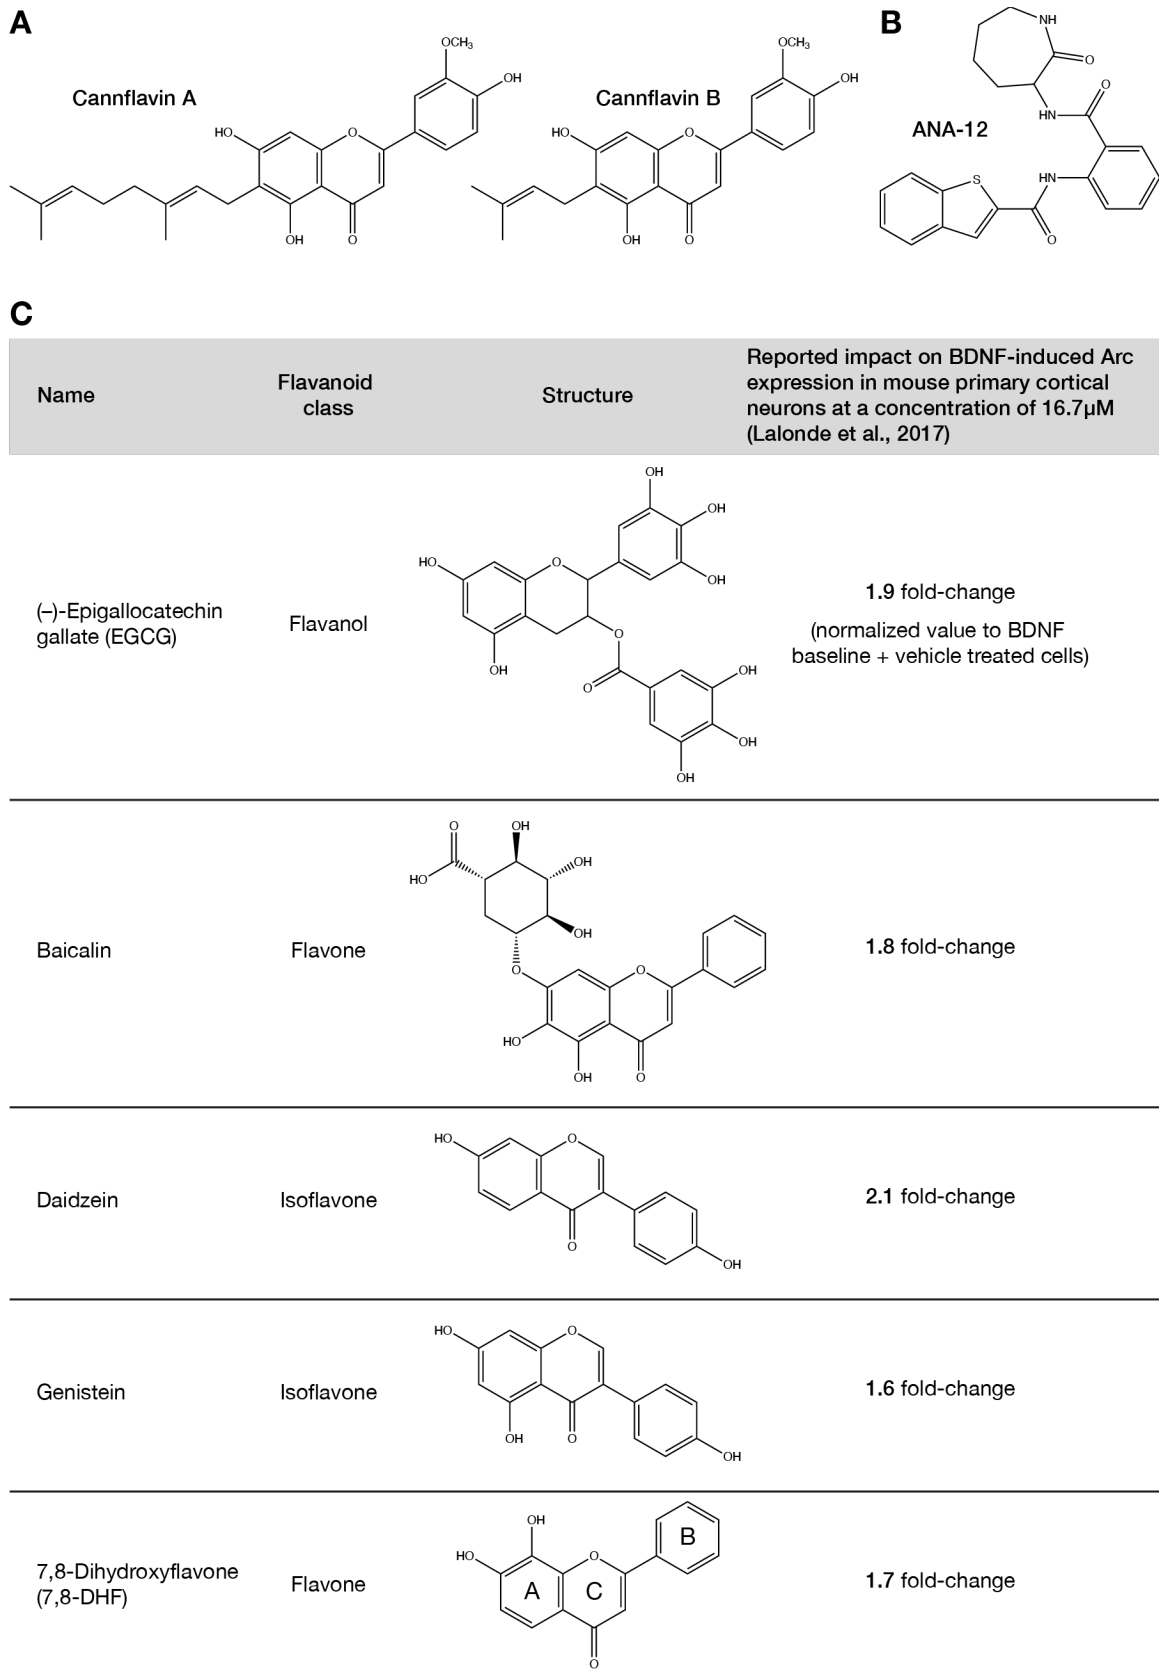 A
B
Cannflavin A
OCH₃
OH
HO
O
OH
O
Cannflavin B
OCH₃
OH
HO
O
OH
O
ANA-12
NH
O
O
HN
HN
S
O
C
Name
Flavanoid
class
Structure
Reported impact on BDNF-induced Arc
expression in mouse primary cortical
neurons at a concentration of 16.7µM
(Lalonde et al., 2017)
(–)-Epigallocatechin
gallate (EGCG)
Flavanol
OH
OH
HO
O
OH
O
OH
O
OH
OH
OH
1.9 fold-change
(normalized value to BDNF
baseline + vehicle treated cells)
Baicalin
Flavone
O
OH
OH
HO
OH
O
O
HO
OH
O
1.8 fold-change
Daidzein
Isoflavone
HO
O
O
OH
2.1 fold-change
Genistein
Isoflavone
HO
O
OH
O
OH
1.6 fold-change
7,8-Dihydroxyflavone
(7,8-DHF)
Flavone
OH
HO
O
B
A
C
O
1.7 fold-change